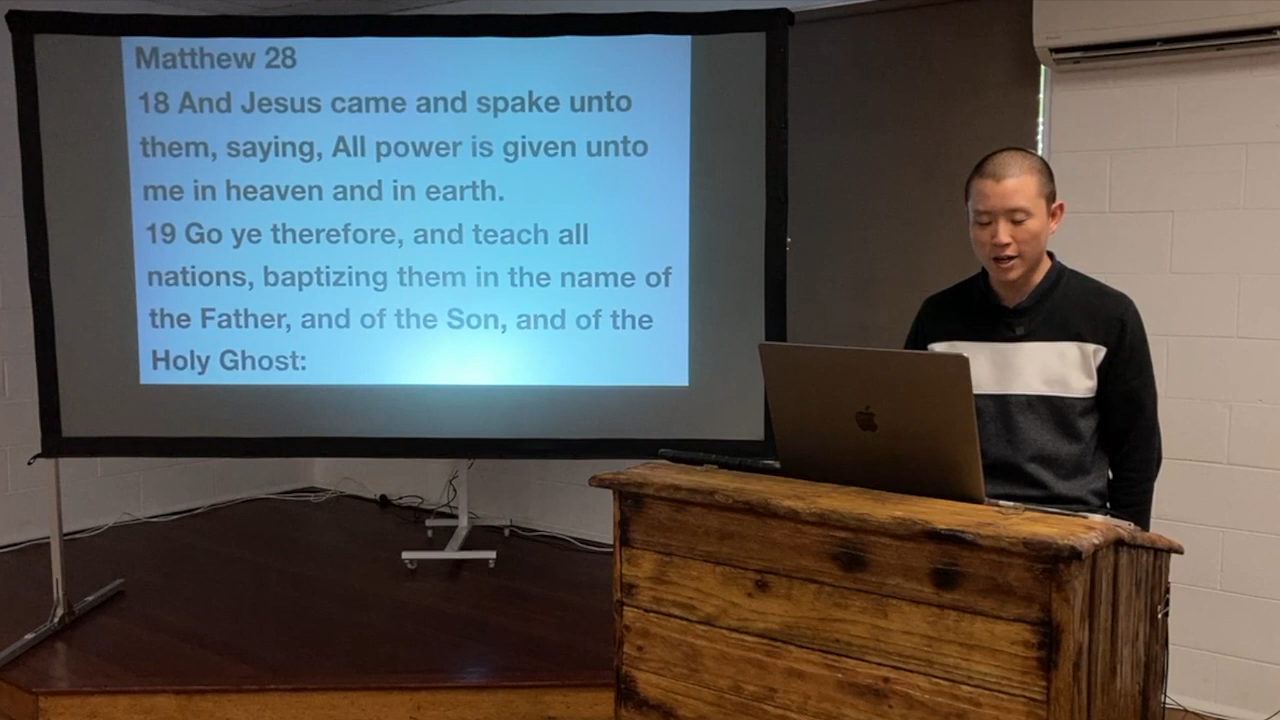 Matthew 28
18 And Jesus came and spake unto
them, saying, All power is given unto
me in heaven and in earth.
19 Go ye therefore, and teach all
nations, baptizing them in the name of
the Father, and of the Son, and of the
Holy Ghost: